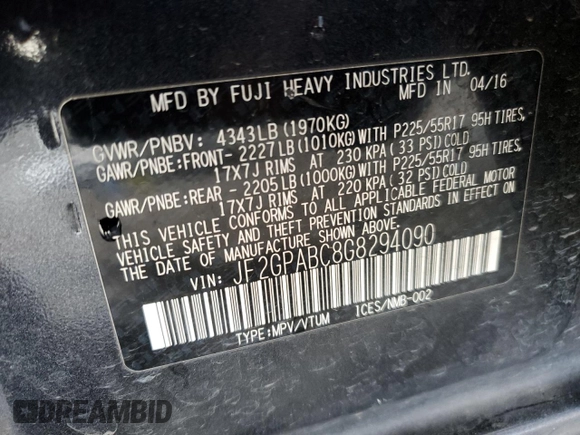 MFD BY FUJI HEAVY INDUSTRIES LTD.
MFD IN 04/16
GVWR/PNBV: 4343LB(1970KG)
GAWR/PNBE:FRONT-2227LB(1010KG)WITH P225/55R17 95H TIRES,-
17X7J RIMS AT 230 KPA (33 PSI) COLD
GAWR/PNBE:REAR -2205LB(1000KG)WITH P225/55R17 95H TIRES,
17X7J RIMS AT 220 KPA (32 PSI) COLD
THIS VEHICLE CONFORMS TO ALL APPLICABLE FEDERAL MOTOR
VEHICLE SAFETY AND THEFT PREVENTION STANDARDS IN EFFECT ON
THE DATE OF MANUFACTURE SHOWN ABOVE.
VIN: JF2GPABC8G8294090
TYPE:MPV/VTUM ICES/NMB-002
DREAMBID